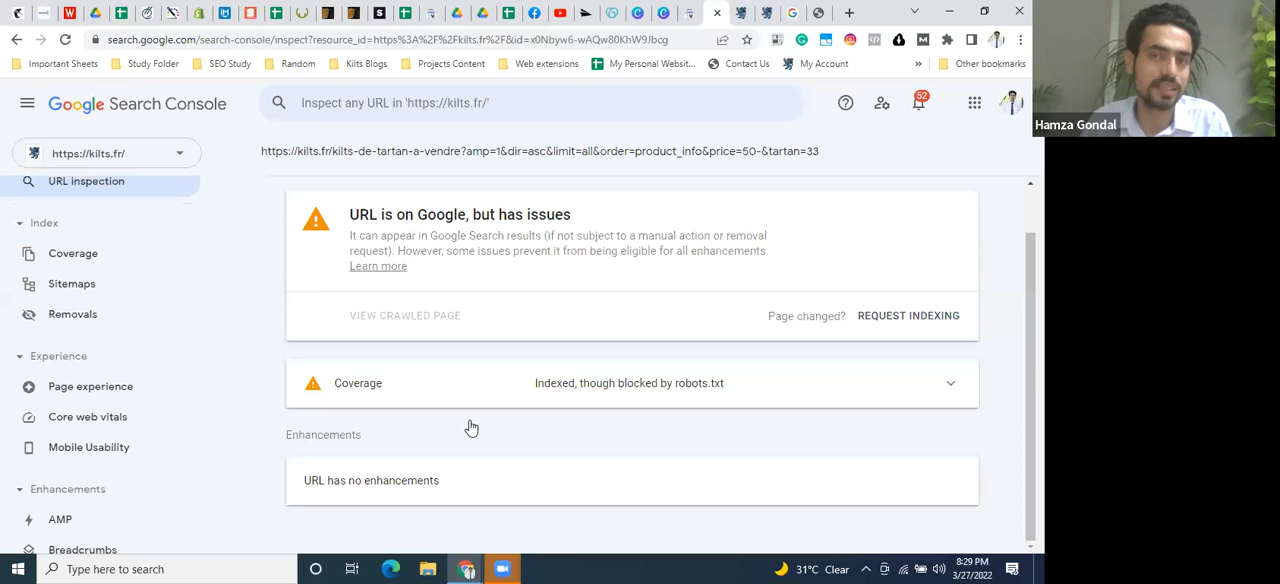 52
search.google.com/search-console/inspect?resource_id=https%3A%2F%2Fkilts.fr%2F&id=x0Nbyw6-wAQw80KhW9Jbcg
Important Sheets
Study Folder
SEO Study
Random
Kilts Blogs
Projects Content
Web extensions
My Personal Websit...
Contact Us
My Account
»
Other bookmarks
Google Search Console
Inspect any URL in 'https://kilts.fr/'
Hamza Gondal
https://kilts.fr/
https://kilts.fr/kilts-de-tartan-a-vendre?amp=1&dir=asc&limit=all&order=product_info&price=50-&tartan=33
URL inspection
Index
Coverage
Sitemaps
Removals
Experience
Page experience
Core web vitals
Mobile Usability
Enhancements
AMP
Breadcrumbs
URL is on Google, but has issues
It can appear in Google Search results (if not subject to a manual action or removal
request). However, some issues prevent it from being eligible for all enhancements
Learn more
VIEW CRAWLED PAGE
Page changed? REQUEST INDEXING
Coverage Indexed, though blocked by robots.txt
Enhancements
URL has no enhancements
Type here to search
31°C Clear
8:29 PM
3/27/2022